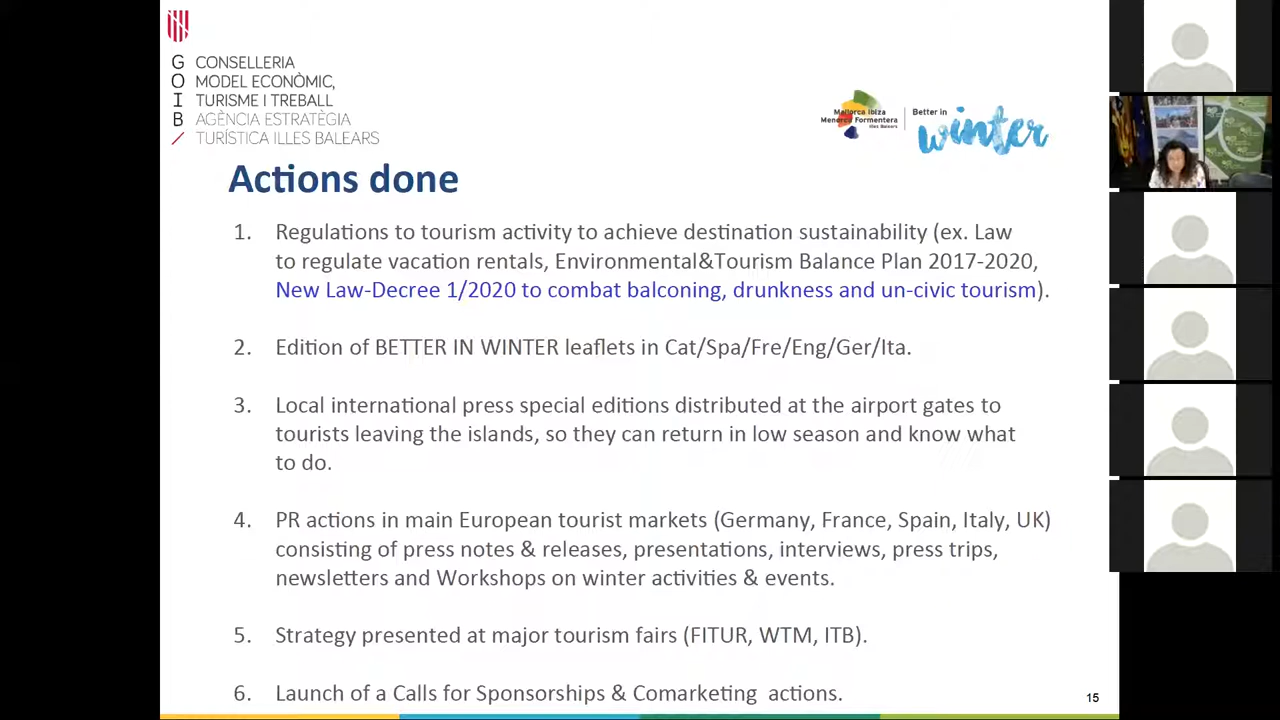 G CONSELLERIA
O MODEL ECONÒMIC,
I TURISME I TREBALL
B AGÈNCIA ESTRATÈGIA
/ TURÍSTICA ILLES BALEARS
Mallorca Ibiza
Menorca Formentera
Illes Balears
Better in
winter
Actions done
1. Regulations to tourism activity to achieve destination sustainability (ex. Law
to regulate vacation rentals, Environmental&Tourism Balance Plan 2017-2020,
New Law-Decree 1/2020 to combat balconing, drunkness and un-civic tourism).
2. Edition of BETTER IN WINTER leaflets in Cat/Spa/Fre/Eng/Ger/Ita.
3. Local international press special editions distributed at the airport gates to
tourists leaving the islands, so they can return in low season and know what
to do.
4. PR actions in main European tourist markets (Germany, France, Spain, Italy, UK)
consisting of press notes & releases, presentations, interviews, press trips,
newsletters and Workshops on winter activities & events.
5. Strategy presented at major tourism fairs (FITUR, WTM, ITB).
6. Launch of a Calls for Sponsorships & Comarketing actions.
15